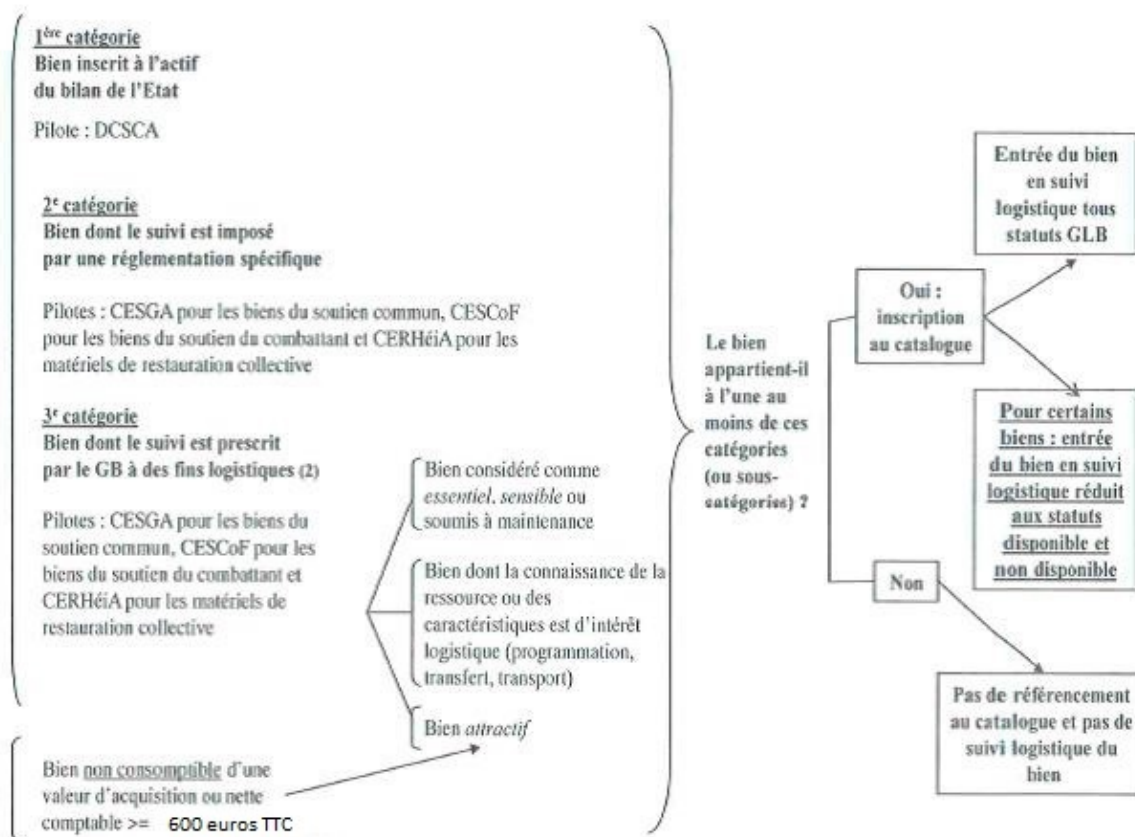 1ère catégorie
Bien inscrit à l'actif
du bilan de l'Etat
Pilote : DCSCA
2e catégorie
Bien dont le suivi est imposé
par une réglementation spécifique
Pilotes : CESGA pour les biens du soutien commun, CESCoF
pour les biens du soutien du combattant et CERHéiA pour les
matériels de restauration collective
3e catégorie
Bien dont le suivi est prescrit
par le GB à des fins logistiques (2)
Pilotes : CESGA pour les biens du
soutien commun, CESCoF pour les
biens du soutien du combattant et
CERHéiA pour les matériels de
restauration collective
Bien considéré comme
essentiel, sensible ou
soumis à maintenance
Bien dont la connaissance de la
ressource ou des
caractéristiques est d'intérêt
logistique (programmation,
transfert, transport)
Bien attractif
Bien non consomptible d'une
valeur d'acquisition ou nette
comptable >= 600 euros TTC
Le bien
appartient-il
à l'une au
moins de ces
catégories
(ou sous-
catégories) ?
Oui :
inscription
au catalogue
Non
Entrée du bien
en suivi
logistique tous
statuts GLB
Pour certains
biens : entrée
du bien en suivi
logistique réduit
aux statuts
disponible et
non disponible
Pas de référencement
au catalogue et pas de
suivi logistique du
bien